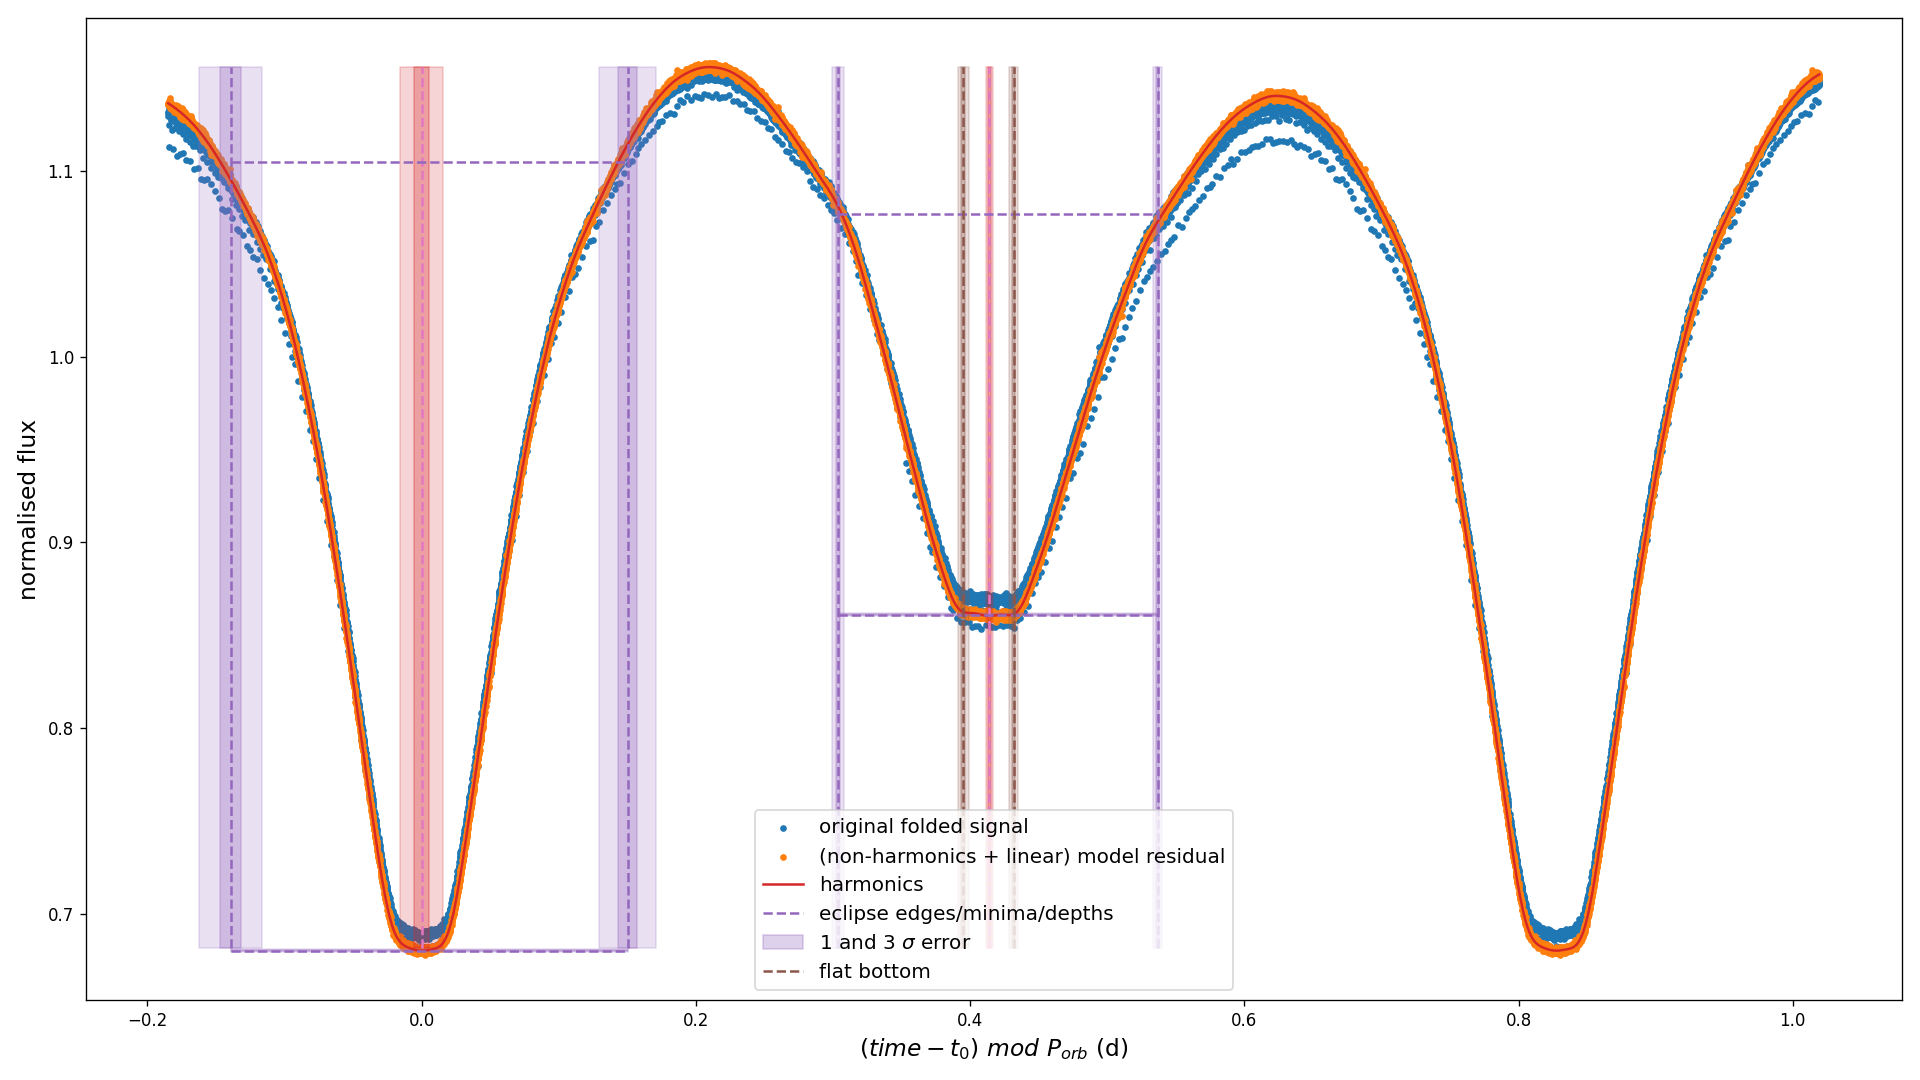 normalised flux
1.1
1.0
0.9
0.8
0.7
−0.2
0.0
0.2
0.4
0.6
0.8
1.0
(time − t₀) mod Pₒᵣb (d)
original folded signal
(non-harmonics + linear) model residual
harmonics
eclipse edges/minima/depths
1 and 3 σ error
flat bottom